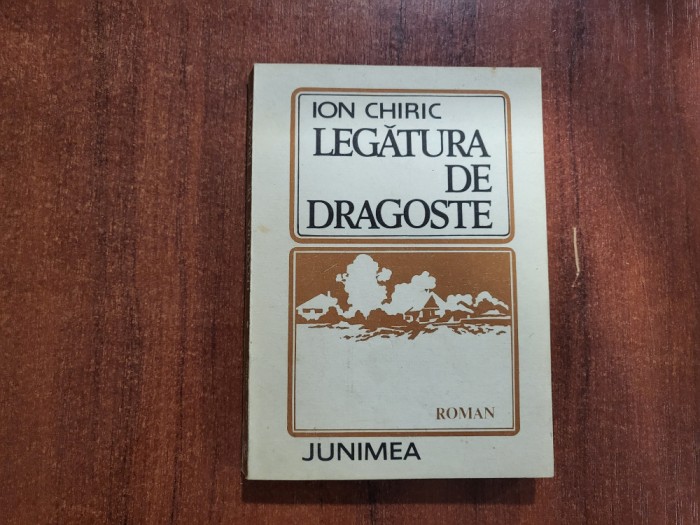 ION CHIRIC
LEGĂTURA
DE
DRAGOSTE
ROMAN
JUNIMEA